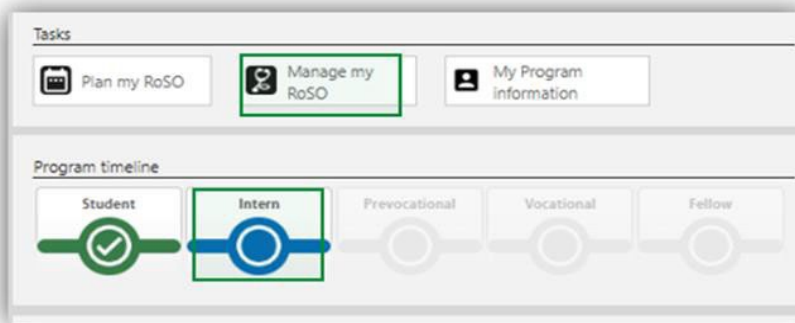 Tasks
Plan my RoSO
Manage my
RoSO
My Program
information
Program timeline
Student
Intern
Prevocational
Vocational
Fellow